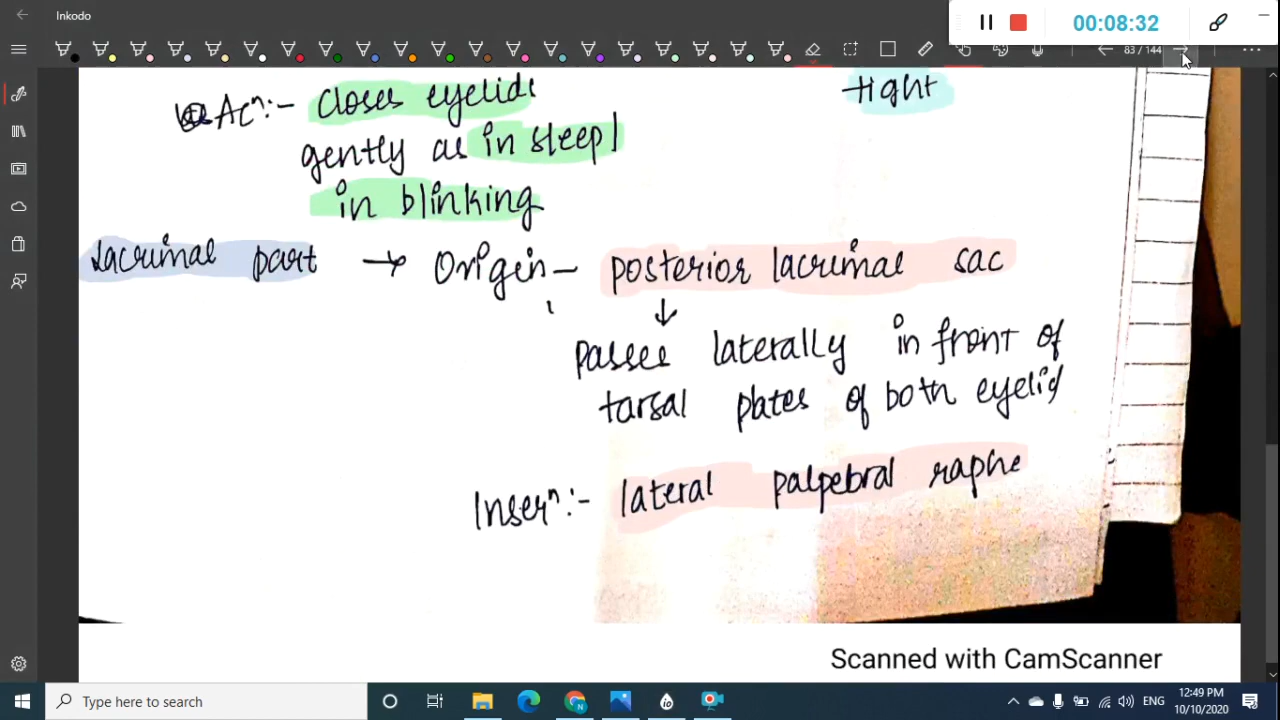 Inkodo
00:08:32
83 / 144
Acⁿ:- closes eyelids
tight
gently as in sleep/
in blinking
Lacrimal part → Origin - posterior lacrimal sac
↓
Passes laterally in front of
tarsal plates of both eyelid
Inserⁿ:- lateral palpebral raphe
Scanned with CamScanner
Type here to search
ENG
12:49 PM
10/10/2020